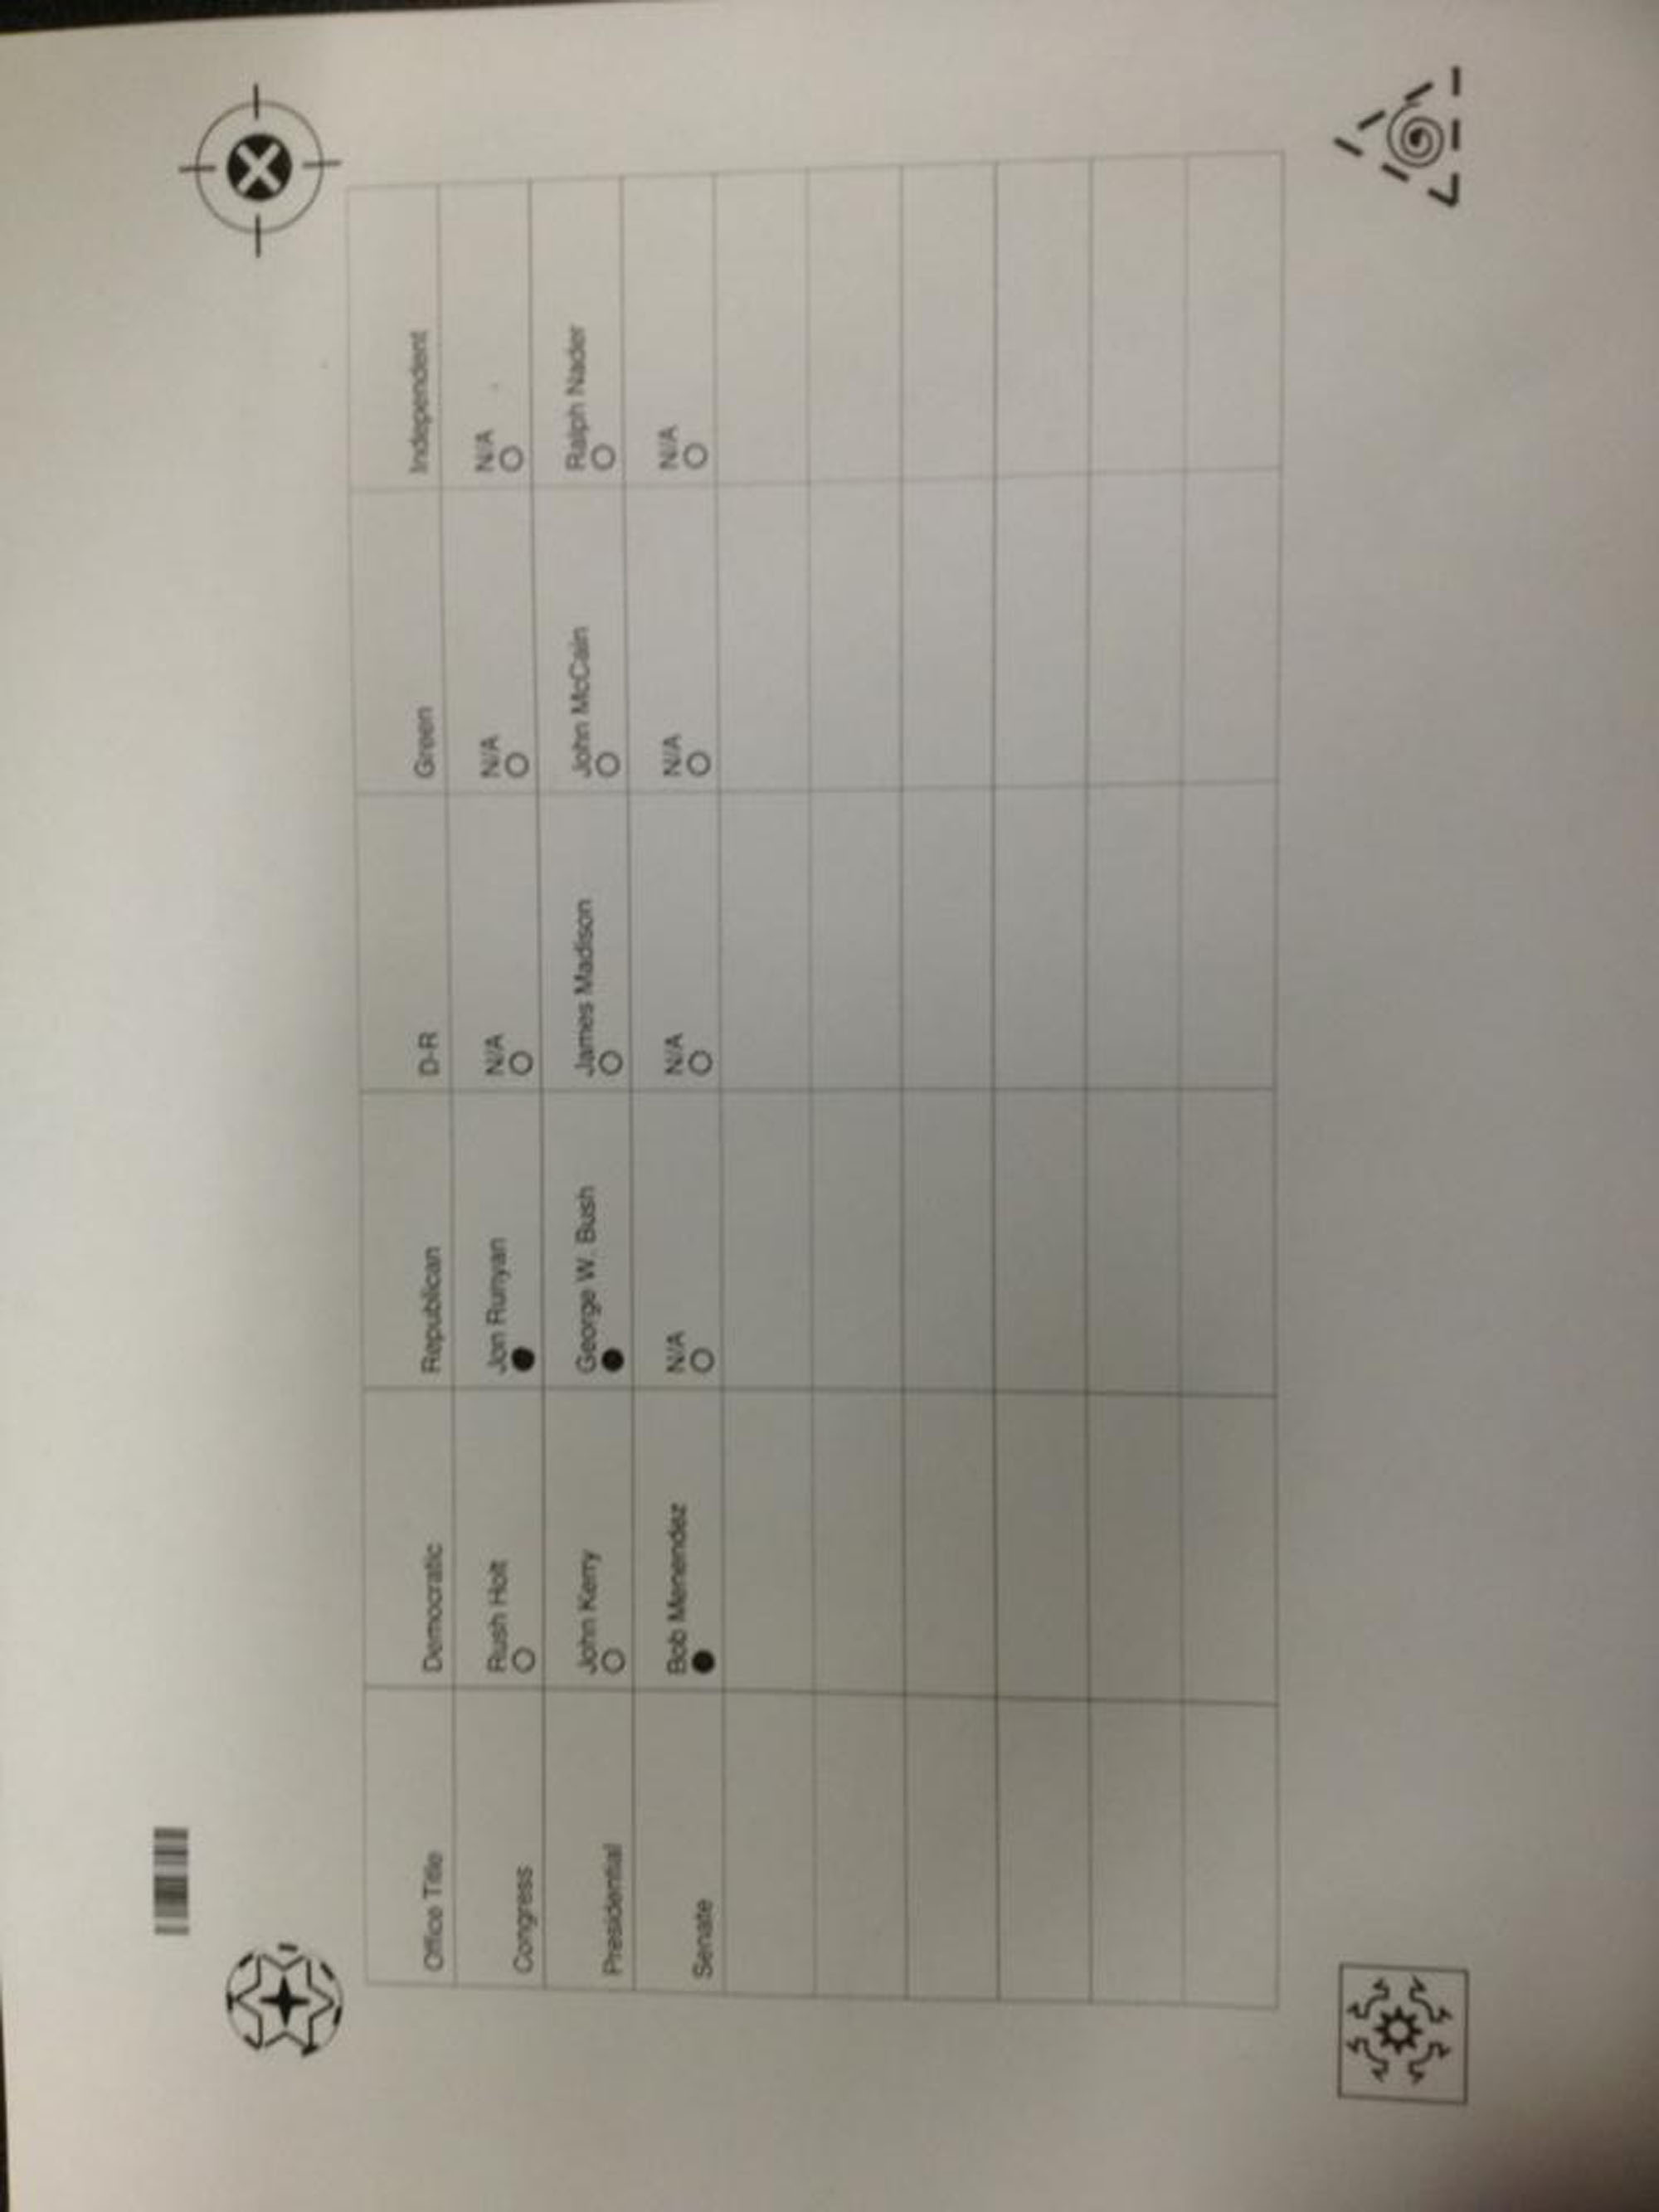 Office Title Democratic Republican D-R Green Independent
Congress Rush Holt Jon Runyan N/A N/A N/A
Presidential John Kerry George W. Bush James Madison John McCain Ralph Nader
Senate Bob Menendez N/A N/A N/A N/A